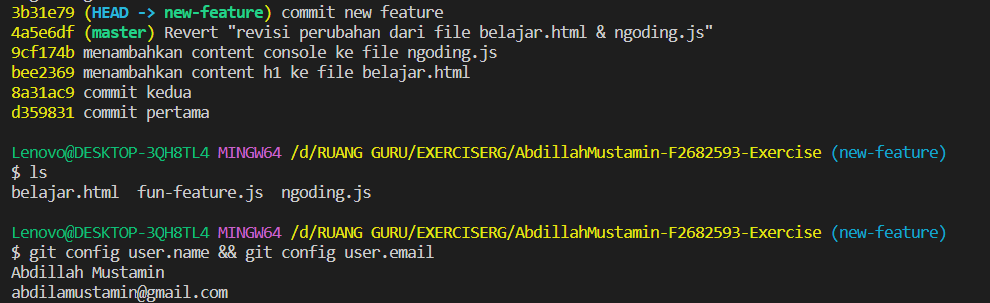 3b31e79 (HEAD -> new-feature) commit new feature
4a5e6df (master) Revert "revisi perubahan dari file belajar.html & ngoding.js"
9cf174b menambahkan content console ke file ngoding.js
bee2369 menambahkan content h1 ke file belajar.html
8a31ac9 commit kedua
d359831 commit pertama
Lenovo@DESKTOP-3QH8TL4 MINGW64 /d/RUANG GURU/EXERCISERG/AbdillahMustamin-F2682593-Exercise (new-feature)
$ ls
belajar.html  fun-feature.js  ngoding.js
Lenovo@DESKTOP-3QH8TL4 MINGW64 /d/RUANG GURU/EXERCISERG/AbdillahMustamin-F2682593-Exercise (new-feature)
$ git config user.name && git config user.email
Abdillah Mustamin
abdilamustamin@gmail.com